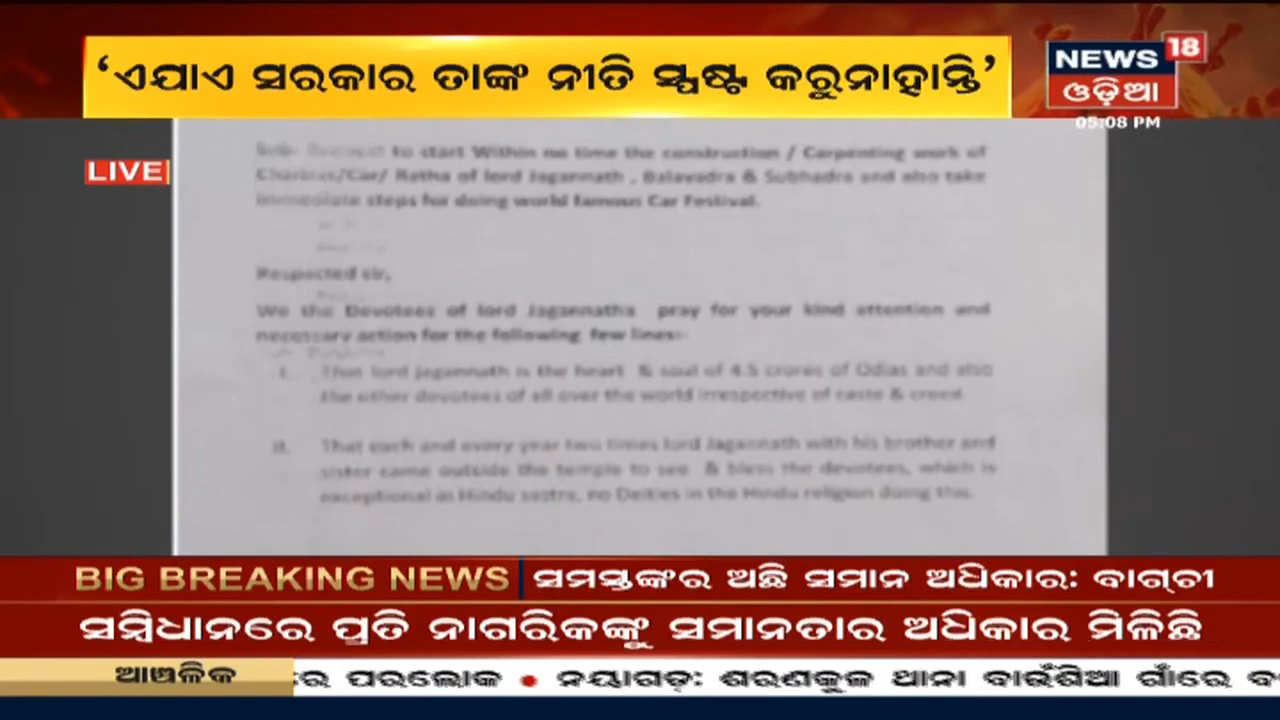 ‘ଏଯାଏ ସରକାର ତାଙ୍କ ନୀତି ସ୍ପଷ୍ଟ କରୁନାହାନ୍ତି’
NEWS 18
ଓଡ଼ିଆ
05:08 PM
LIVE
to start Within no time the construction / Carpenting work of
Chariots/Car/ Ratha of lord Jagannath , Balavadra & Subhadra and also take
immediate steps for doing world famous Car Festival.
Respected sir,
We the Devotees of lord Jagannatha pray for your kind attention and
necessary action for the following few lines:-
I. That lord Jagannath is the heart & soul of 4.5 crores of Odias and also
the other devotees of all over the world irrespective of caste & creed.
II. That each and every year two times lord Jagannath with his brother and
sister came outside the temple to see & bless the devotees, which is
exceptional in Hindu sastra, no Deities in the Hindu religion doing this.
BIG BREAKING NEWS ସମସ୍ତଙ୍କର ଅଛି ସମାନ ଅଧିକାର: ବାଗ୍‌ଚୀ
ସମ୍ବିଧାନରେ ପ୍ରତି ନାଗରିକଙ୍କୁ ସମାନତାର ଅଧିକାର ମିଳିଛି
ଆଞ୍ଚଳିକ ରେ ପରଲୋକ • ନୟାଗଡ଼: ଶରଣକୁଳ ଥାନା ବାଉଁଶିଆ ଗାଁରେ